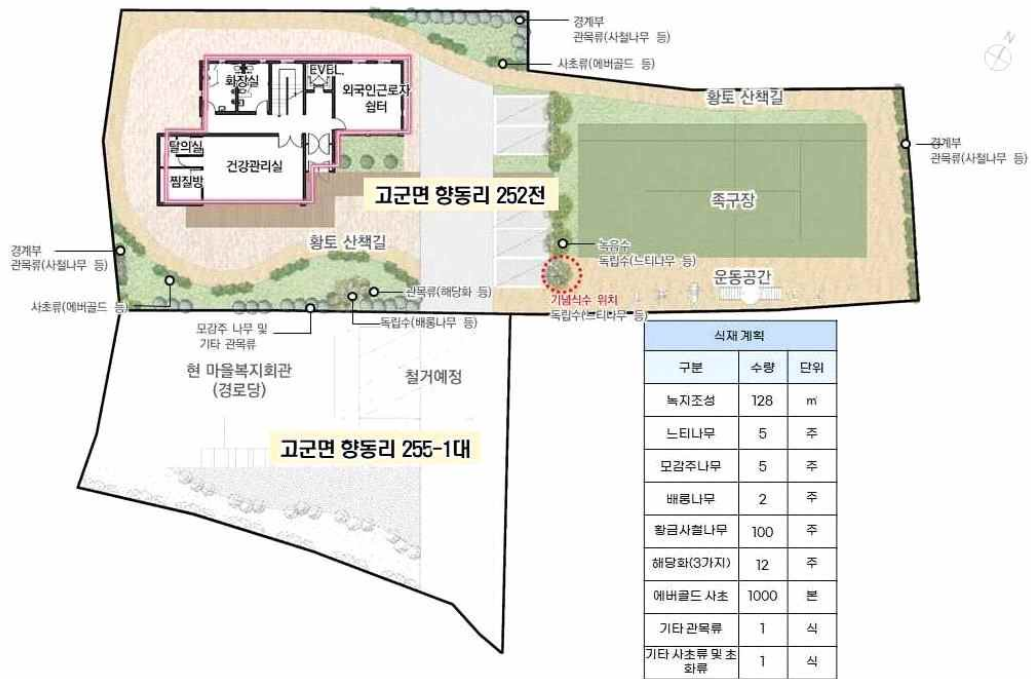 경계부
관목류(사철나무 등)
사초류(에버골드 등)
화장실
EVEL.
외국인근로자
쉼터
탈의실
건강관리실
찜질방
고군면 향동리 252전
황토 산책길
황토 산책길
경계부
관목류(사철나무 등)
족구장
경계부
관목류(사철나무 등)
사초류(에버골드 등)
관목류(해당화 등)
독립수(배롱나무 등)
모감주 나무 및
기타 관목류
녹음수
독립수(느티나무 등)
기념식수 위치
독립수(느티나무 등)
운동공간
현 마을복지회관
(경로당)
철거예정
고군면 향동리 255-1대
식재 계획
구분 수량 단위
녹지조성 128 ㎡
느티나무 5 주
모감주나무 5 주
배롱나무 2 주
황금사철나무 100 주
해당화(3가지) 12 주
에버골드 사초 1000 본
기타 관목류 1 식
기타 사초류 및 초
화류 1 식
N